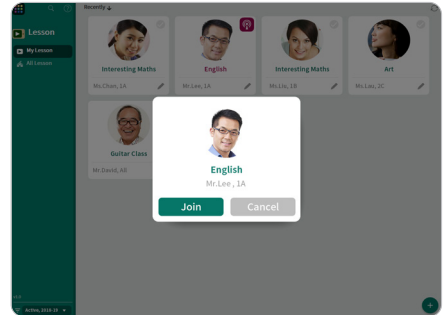 Recently ↓
Lesson
My Lesson
All Lesson
Interesting Maths
English
Interesting Maths
Art
Ms.Chan, 1A
Mr.Lee, 1A
Ms.Liu, 1B
Ms.Lau, 2C
Guitar Class
Mr.David, All
English
Mr.Lee , 1A
Join
Cancel
Active, 2018-19